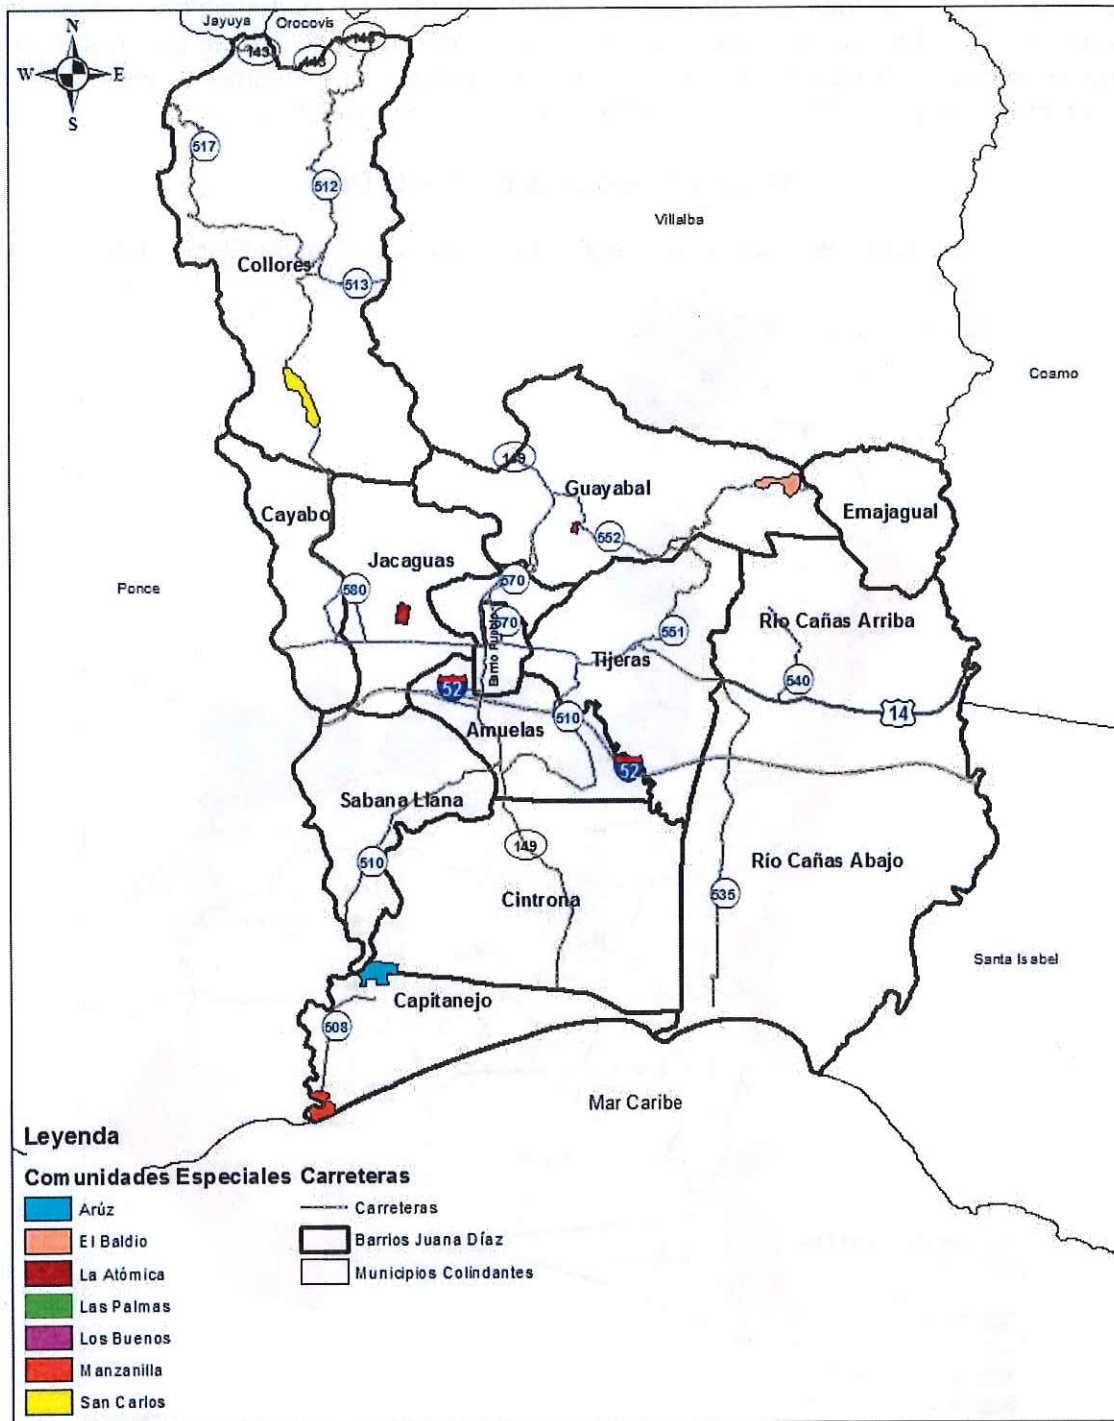 Jayuya
Orocovis
N
W E
S
143
143
143
517
512
Villalba
Collores
513
Coamo
149
Guayabal
Cayabo
Emajagual
Jacaguas
552
Ponce
580
570
570
Barrio Pueblo
551
Río Cañas Arriba
Tijeras
540
52
510
14
Amuelas
52
Sabana Llana
149
510
Río Cañas Abajo
535
Cintrona
Santa Isabel
Capitanejo
508
Mar Caribe
Leyenda
Comunidades Especiales Carreteras
Arúz
Carreteras
El Baldio
Barrios Juana Díaz
La Atómica
Municipios Colindantes
Las Palmas
Los Buenos
Manzanilla
San Carlos